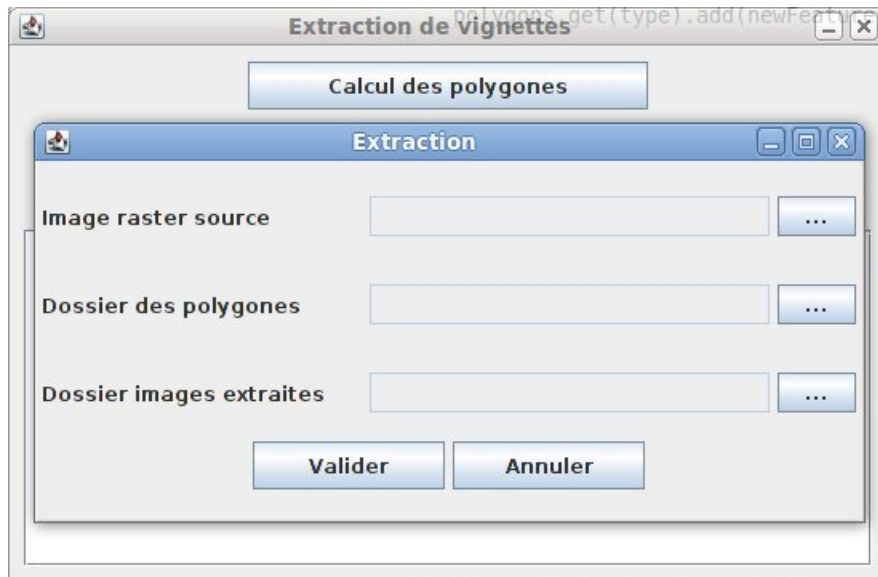 polygons.get(type).add(newFeature
Extraction de vignettes
Calcul des polygones
Extraction
Image raster source ...
Dossier des polygones ...
Dossier images extraites ...
Valider Annuler